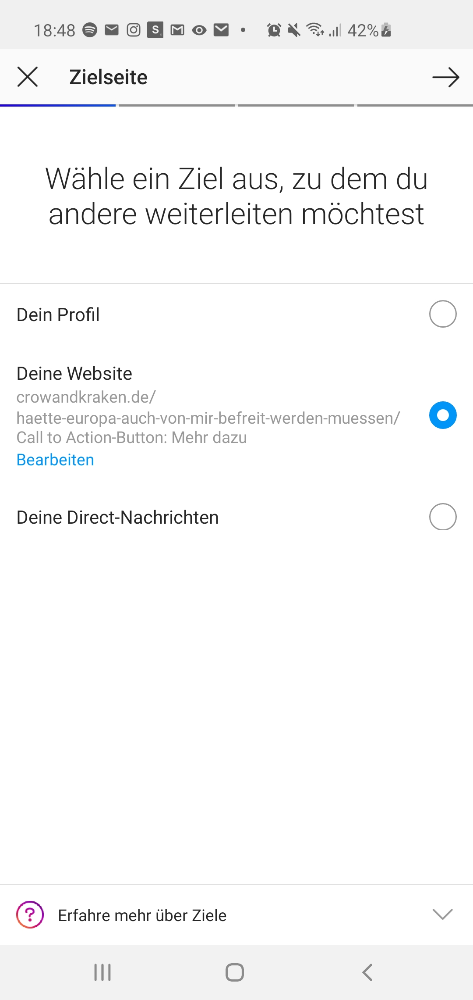 18:48 S 42%
Zielseite
Wähle ein Ziel aus, zu dem du
andere weiterleiten möchtest
Dein Profil
Deine Website
crowandkraken.de/
haette-europa-auch-von-mir-befreit-werden-muessen/
Call to Action-Button: Mehr dazu
Bearbeiten
Deine Direct-Nachrichten
? Erfahre mehr über Ziele